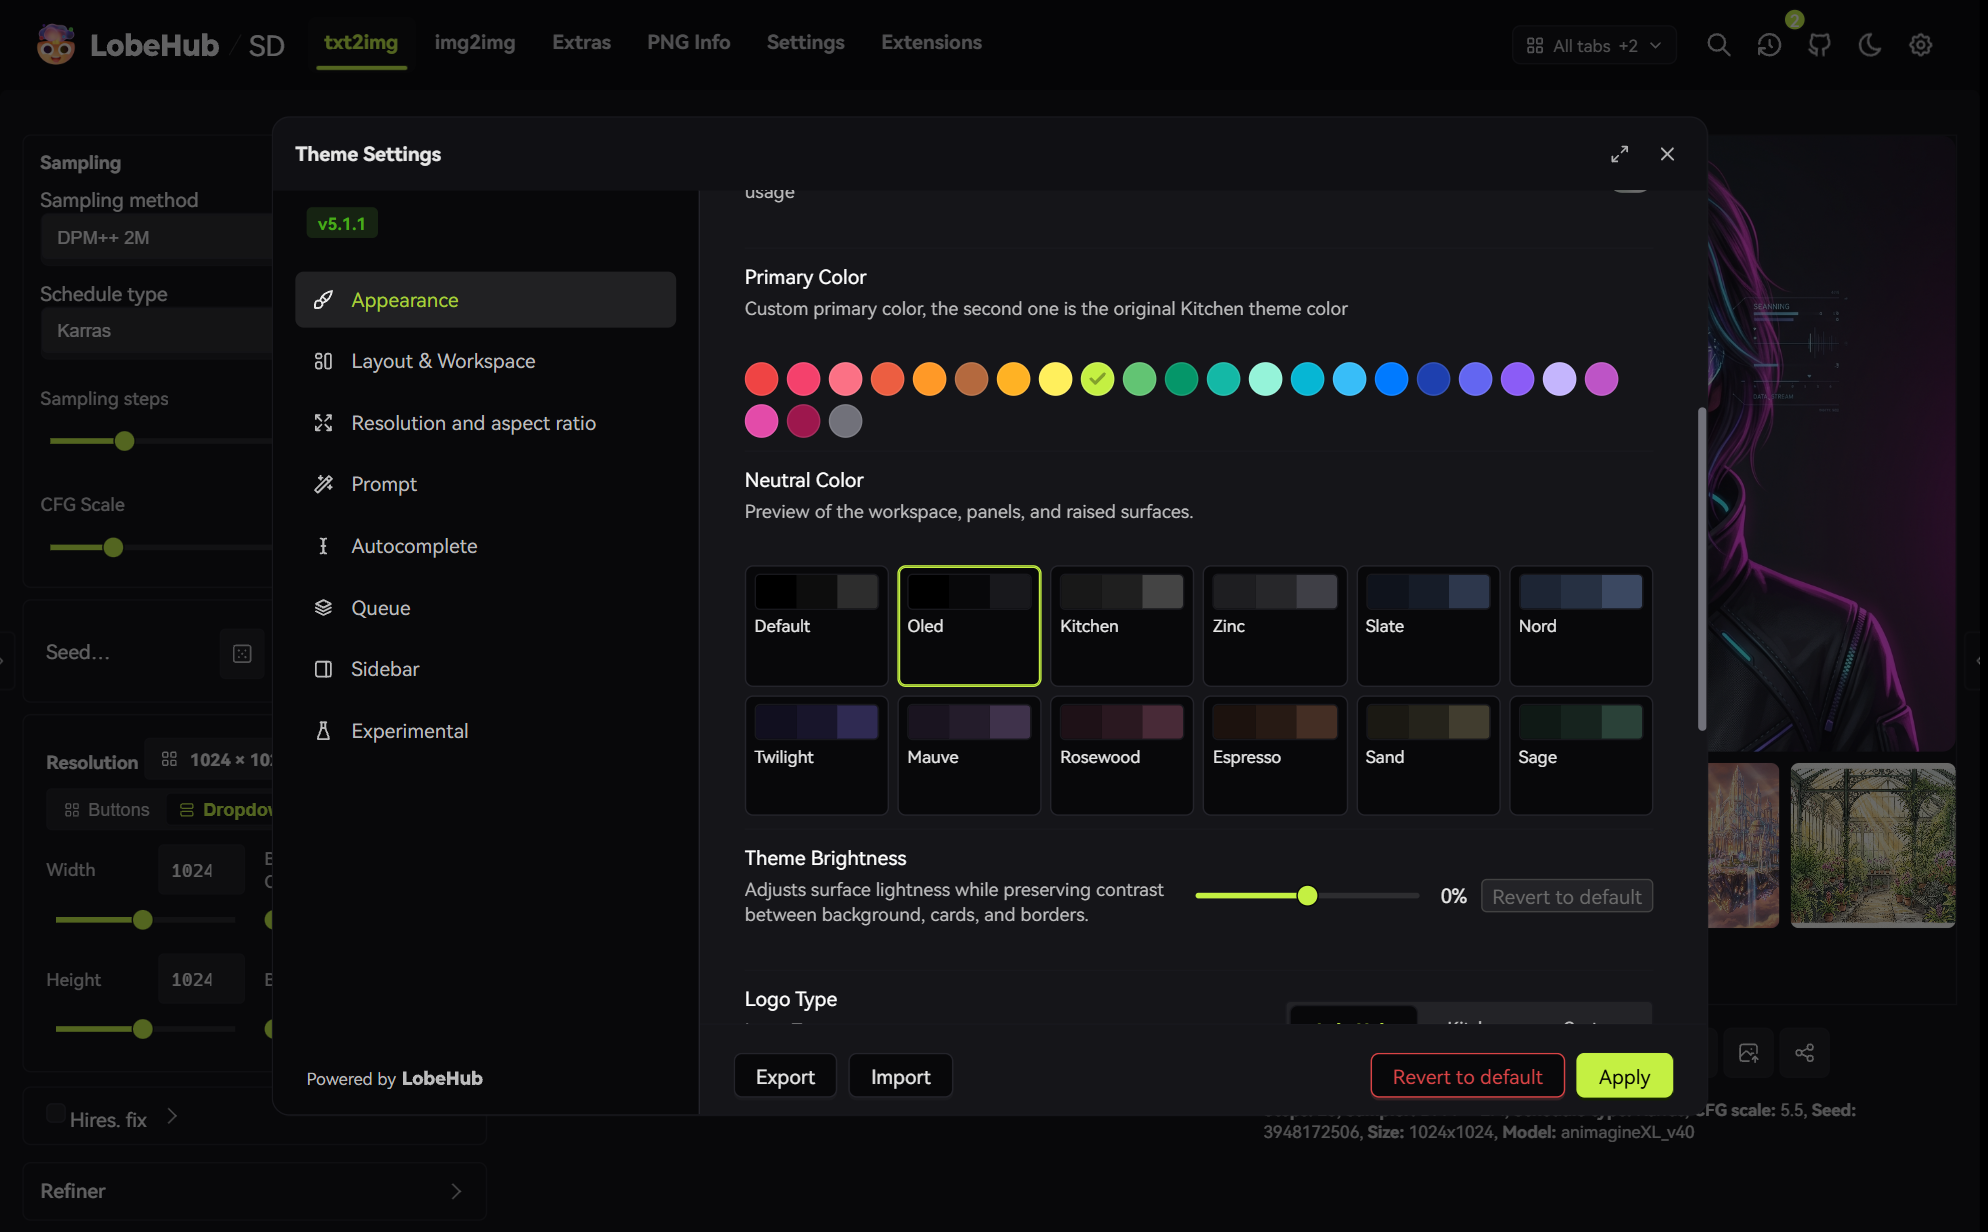 LobeHub / SD
txt2img
img2img
Extras
PNG Info
Settings
Extensions
All tabs +2
2
Sampling
Sampling method
DPM++ 2M
Schedule type
Karras
Sampling steps
CFG Scale
Seed...
Resolution
1024 × 10
Buttons
Width
1024
Height
1024
Hires. fix
Refiner
Theme Settings
v5.1.1
Appearance
Layout & Workspace
Resolution and aspect ratio
Prompt
Autocomplete
Queue
Sidebar
Experimental
Powered by LobeHub
usage
Primary Color
Custom primary color, the second one is the original Kitchen theme color
Neutral Color
Preview of the workspace, panels, and raised surfaces.
Default
Oled
Kitchen
Zinc
Slate
Nord
Twilight
Mauve
Rosewood
Espresso
Sand
Sage
Theme Brightness
Adjusts surface lightness while preserving contrast
between background, cards, and borders.
0%
Revert to default
Logo Type
Export
Import
Revert to default
Apply
CFG scale: 5.5, Seed:
3948172506, Size: 1024x1024, Model: animagineXL_v40